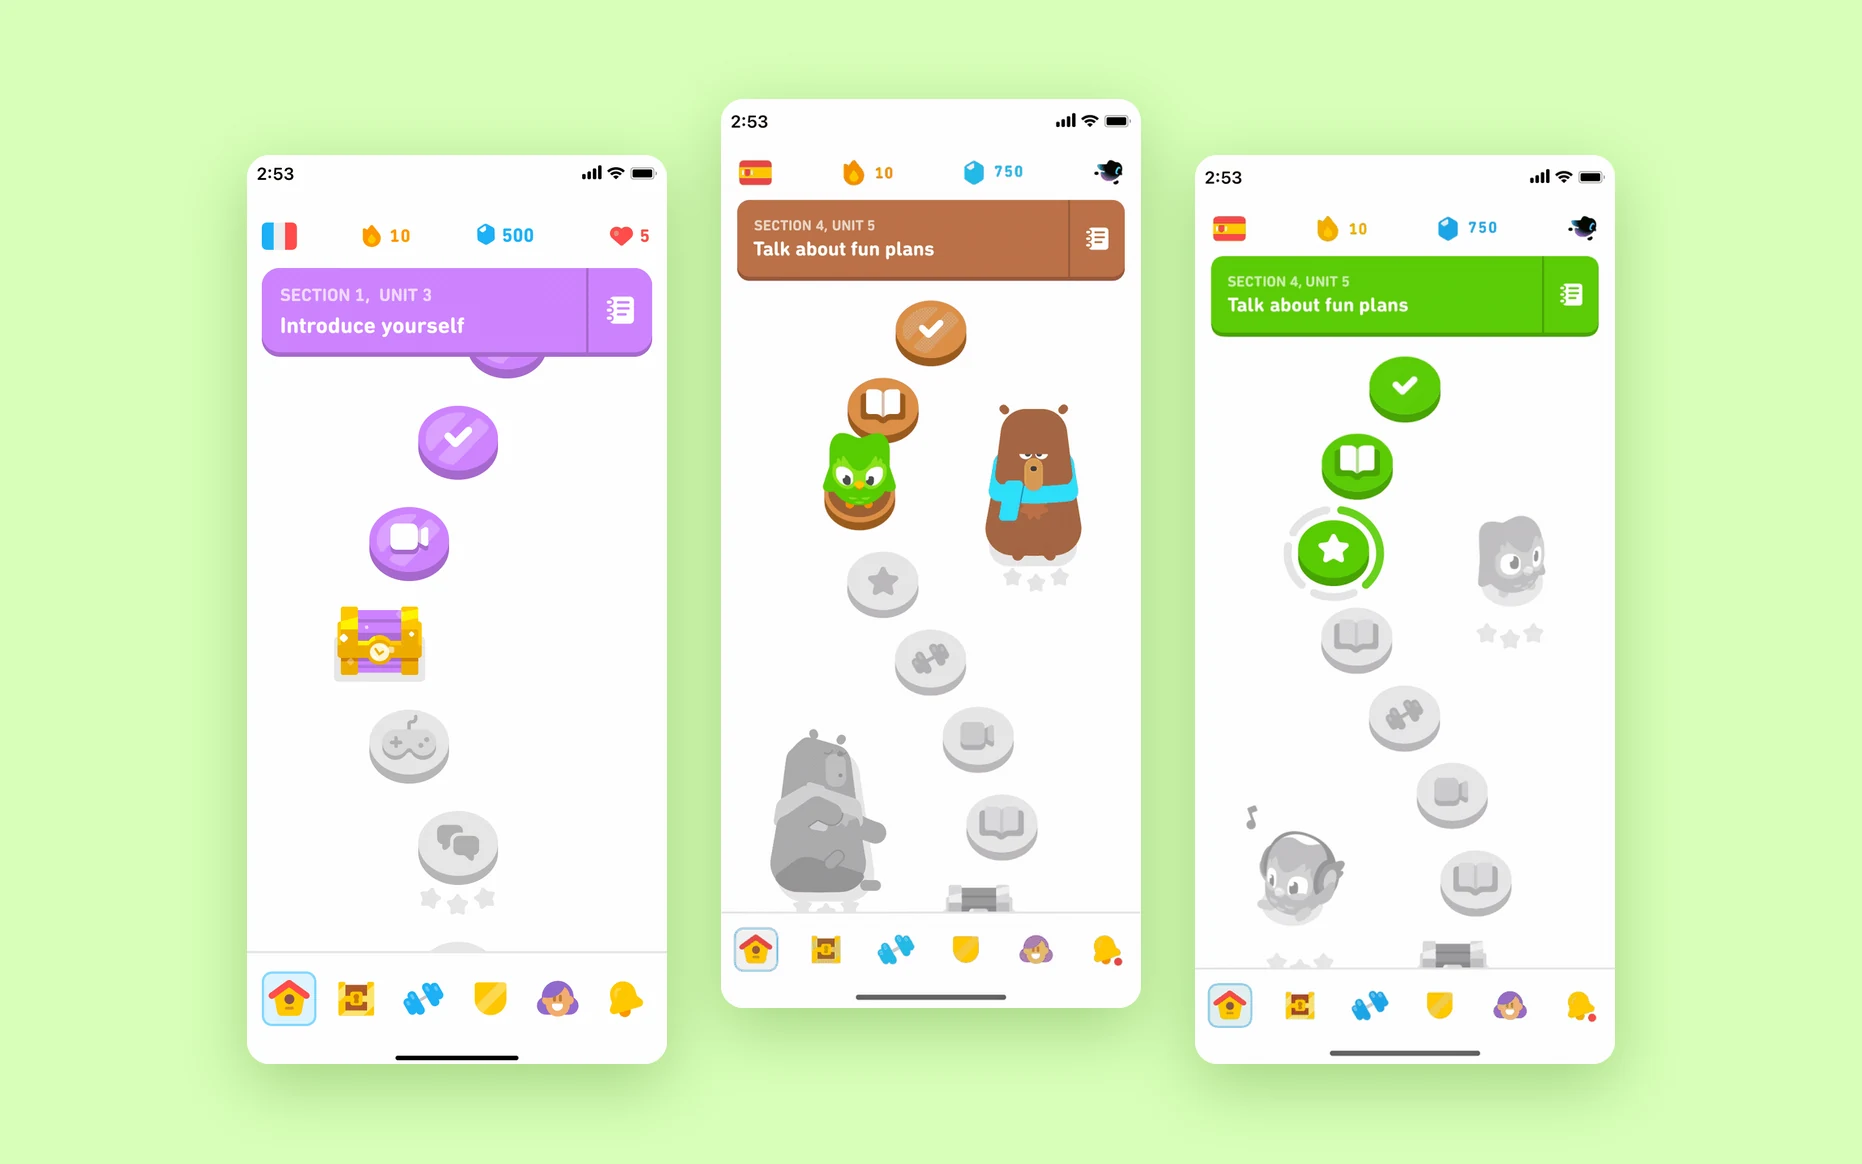 2:53
10
500
5
SECTION 1, UNIT 3
Introduce yourself
2:53
10
750
SECTION 4, UNIT 5
Talk about fun plans
2:53
10
750
SECTION 4, UNIT 5
Talk about fun plans